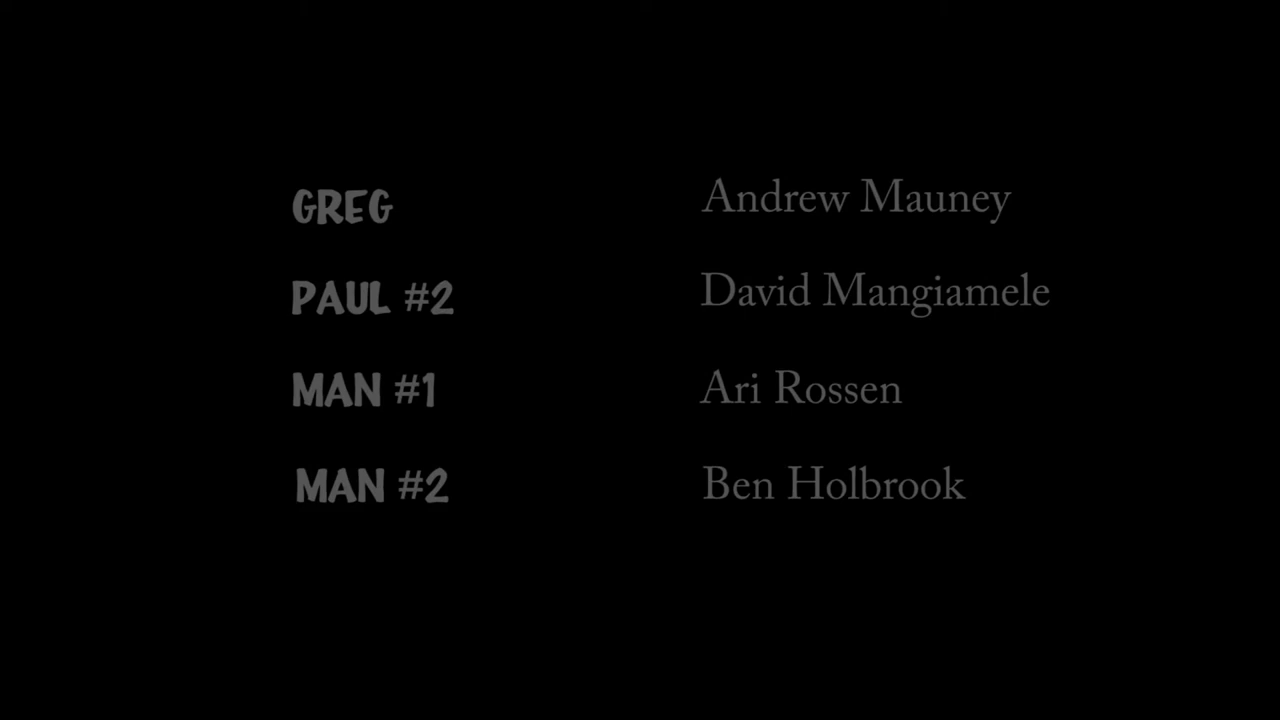 GREG Andrew Mauney
PAUL #2 David Mangiamele
MAN #1 Ari Rossen
MAN #2 Ben Holbrook